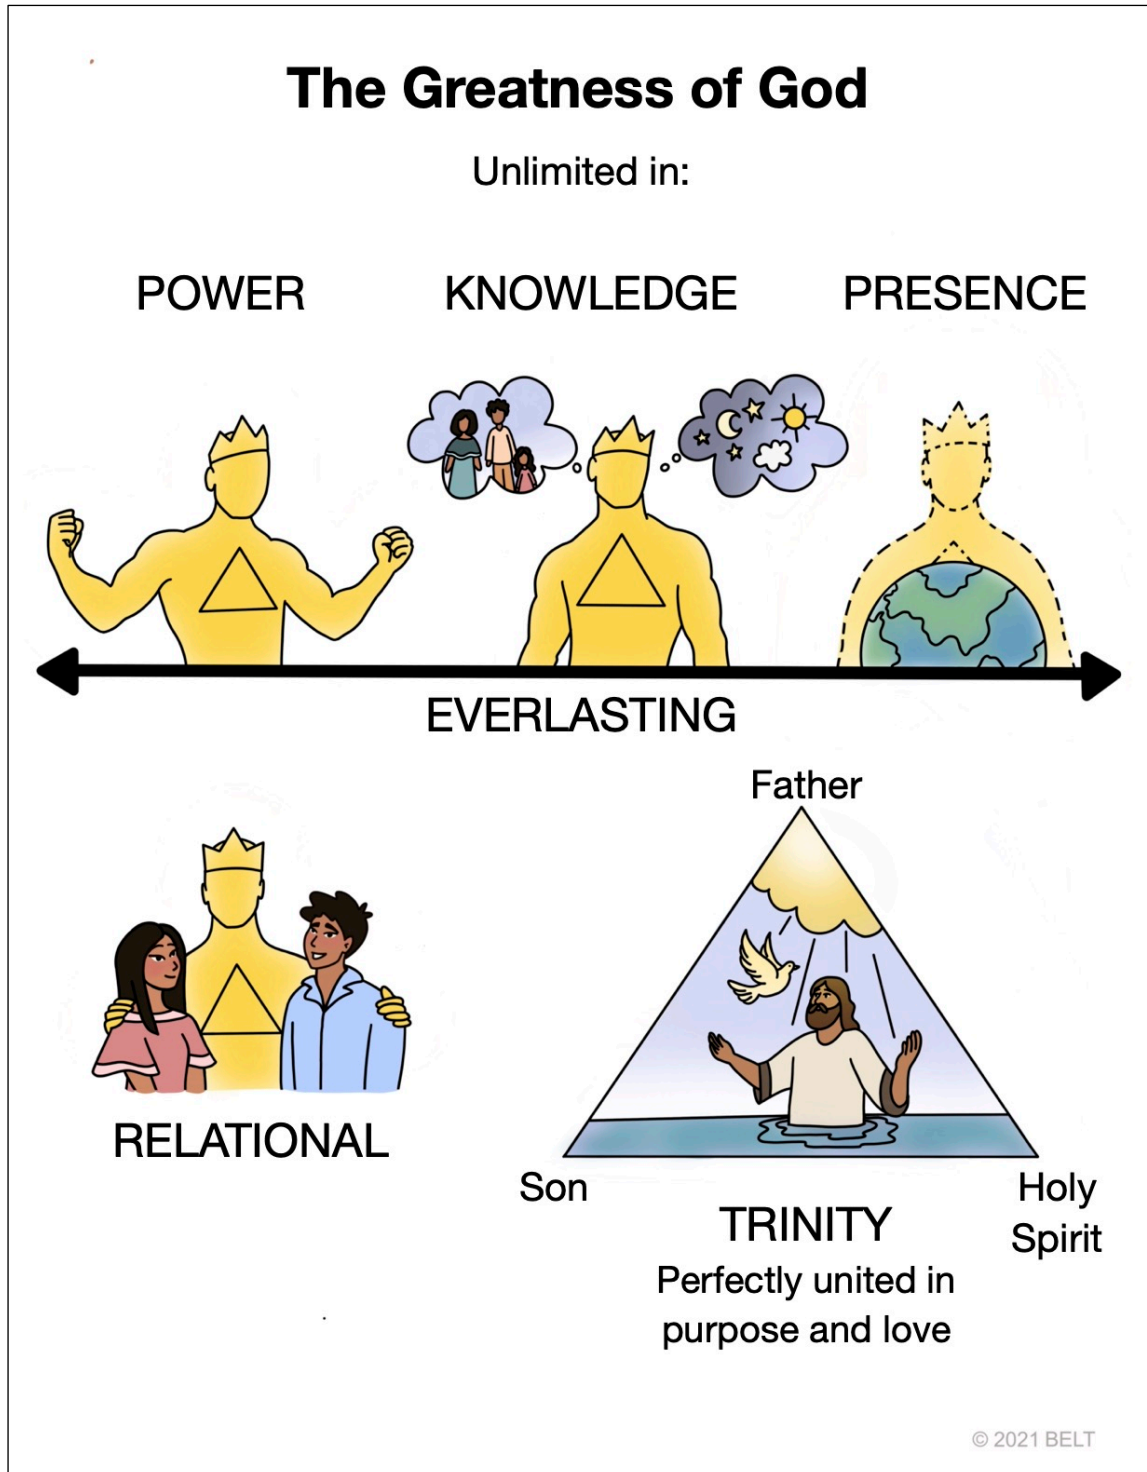 The Greatness of God
Unlimited in:
POWER
KNOWLEDGE
PRESENCE
EVERLASTING
Father
RELATIONAL
Son
Holy
Spirit
TRINITY
Perfectly united in
purpose and love
© 2021 BELT